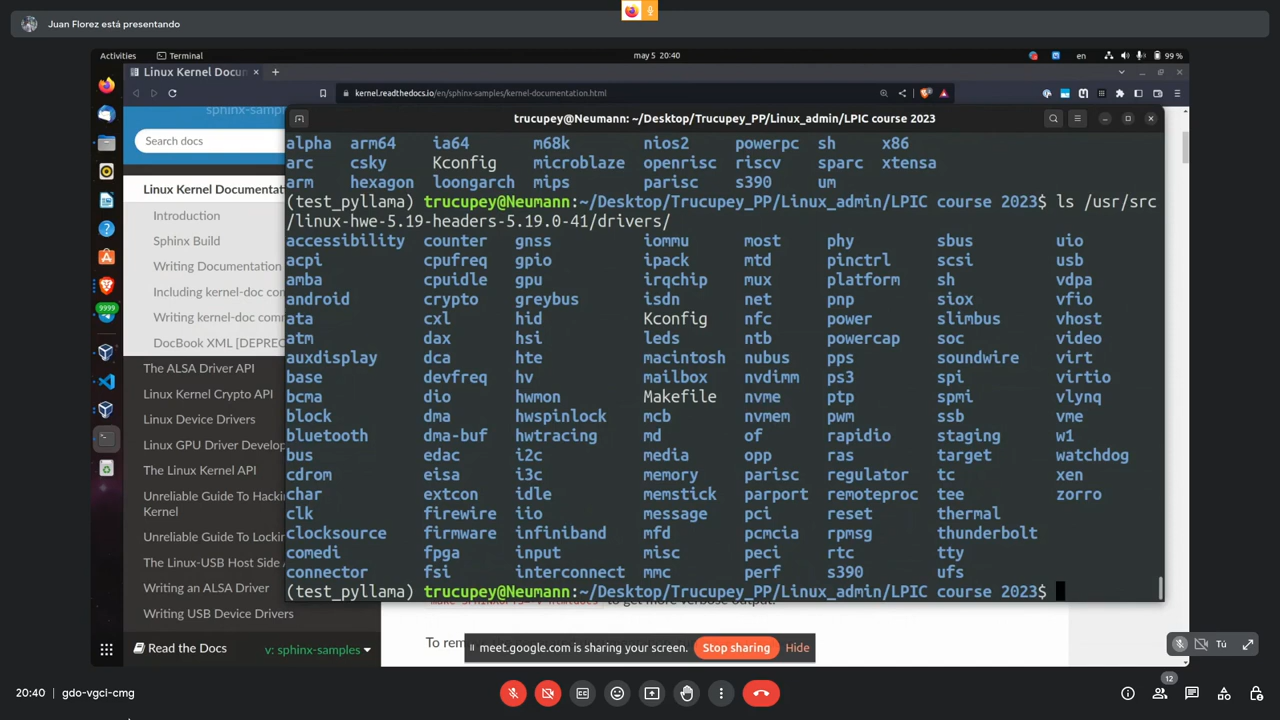 Juan Florez está presentando
Activities Terminal may 5 20:40 en 99 %
Linux Kernel Docun × +
kernel.readthedocs.io/en/sphinx-samples/kernel-documentation.html
sphinx-samples
Search docs
Linux Kernel Documenta
Introduction
Sphinx Build
Writing Documentation
Including kernel-doc com
Writing kernel-doc comm
DocBook XML [DEPREC
The ALSA Driver API
Linux Kernel Crypto API
Linux Device Drivers
Linux GPU Driver Develop
The Linux Kernel API
Unreliable Guide To Hackin
Kernel
Unreliable Guide To Lockin
The Linux-USB Host Side A
Writing an ALSA Driver
Writing USB Device Drivers
Read the Docs v: sphinx-samples
9999
trucupey@Neumann: ~/Desktop/Trucupey_PP/Linux_admin/LPIC course 2023
alpha arm64 ia64 m68k nios2 powerpc sh x86
arc csky Kconfig microblaze openrisc riscv sparc xtensa
arm hexagon loongarch mips parisc s390 um
(test_pyllama) trucupey@Neumann:~/Desktop/Trucupey_PP/Linux_admin/LPIC course 2023$ ls /usr/src
/linux-hwe-5.19-headers-5.19.0-41/drivers/
accessibility counter gnss iommu most phy sbus uio
acpi cpufreq gpio ipack mtd pinctrl scsi usb
amba cpuidle gpu irqchip mux platform sh vdpa
android crypto greybus isdn net pnp siox vfio
ata cxl hid Kconfig nfc power slimbus vhost
atm dax hsi leds ntb powercap soc video
auxdisplay dca hte macintosh nubus pps soundwire virt
base devfreq hv mailbox nvdimm ps3 spi virtio
bcma dio hwmon Makefile nvme ptp spmi vlynq
block dma hwspinlock mcb nvmem pwm ssb vme
bluetooth dma-buf hwtracing md of rapidio staging w1
bus edac i2c media opp ras target watchdog
cdrom eisa i3c memory parisc regulator tc xen
char extcon idle memstick parport remoteproc tee zorro
clk firewire iio message pci reset thermal
clocksource firmware infiniband mfd pcmcia rpmsg thunderbolt
comedi fpga input misc peci rtc tty
connector fsi interconnect mmc perf s390 ufs
(test_pyllama) trucupey@Neumann:~/Desktop/Trucupey_PP/Linux_admin/LPIC course 2023$
to get more verbose output.
To rem
meet.google.com is sharing your screen. Stop sharing Hide
Tú
20:40 gdo-vgci-cmg
12